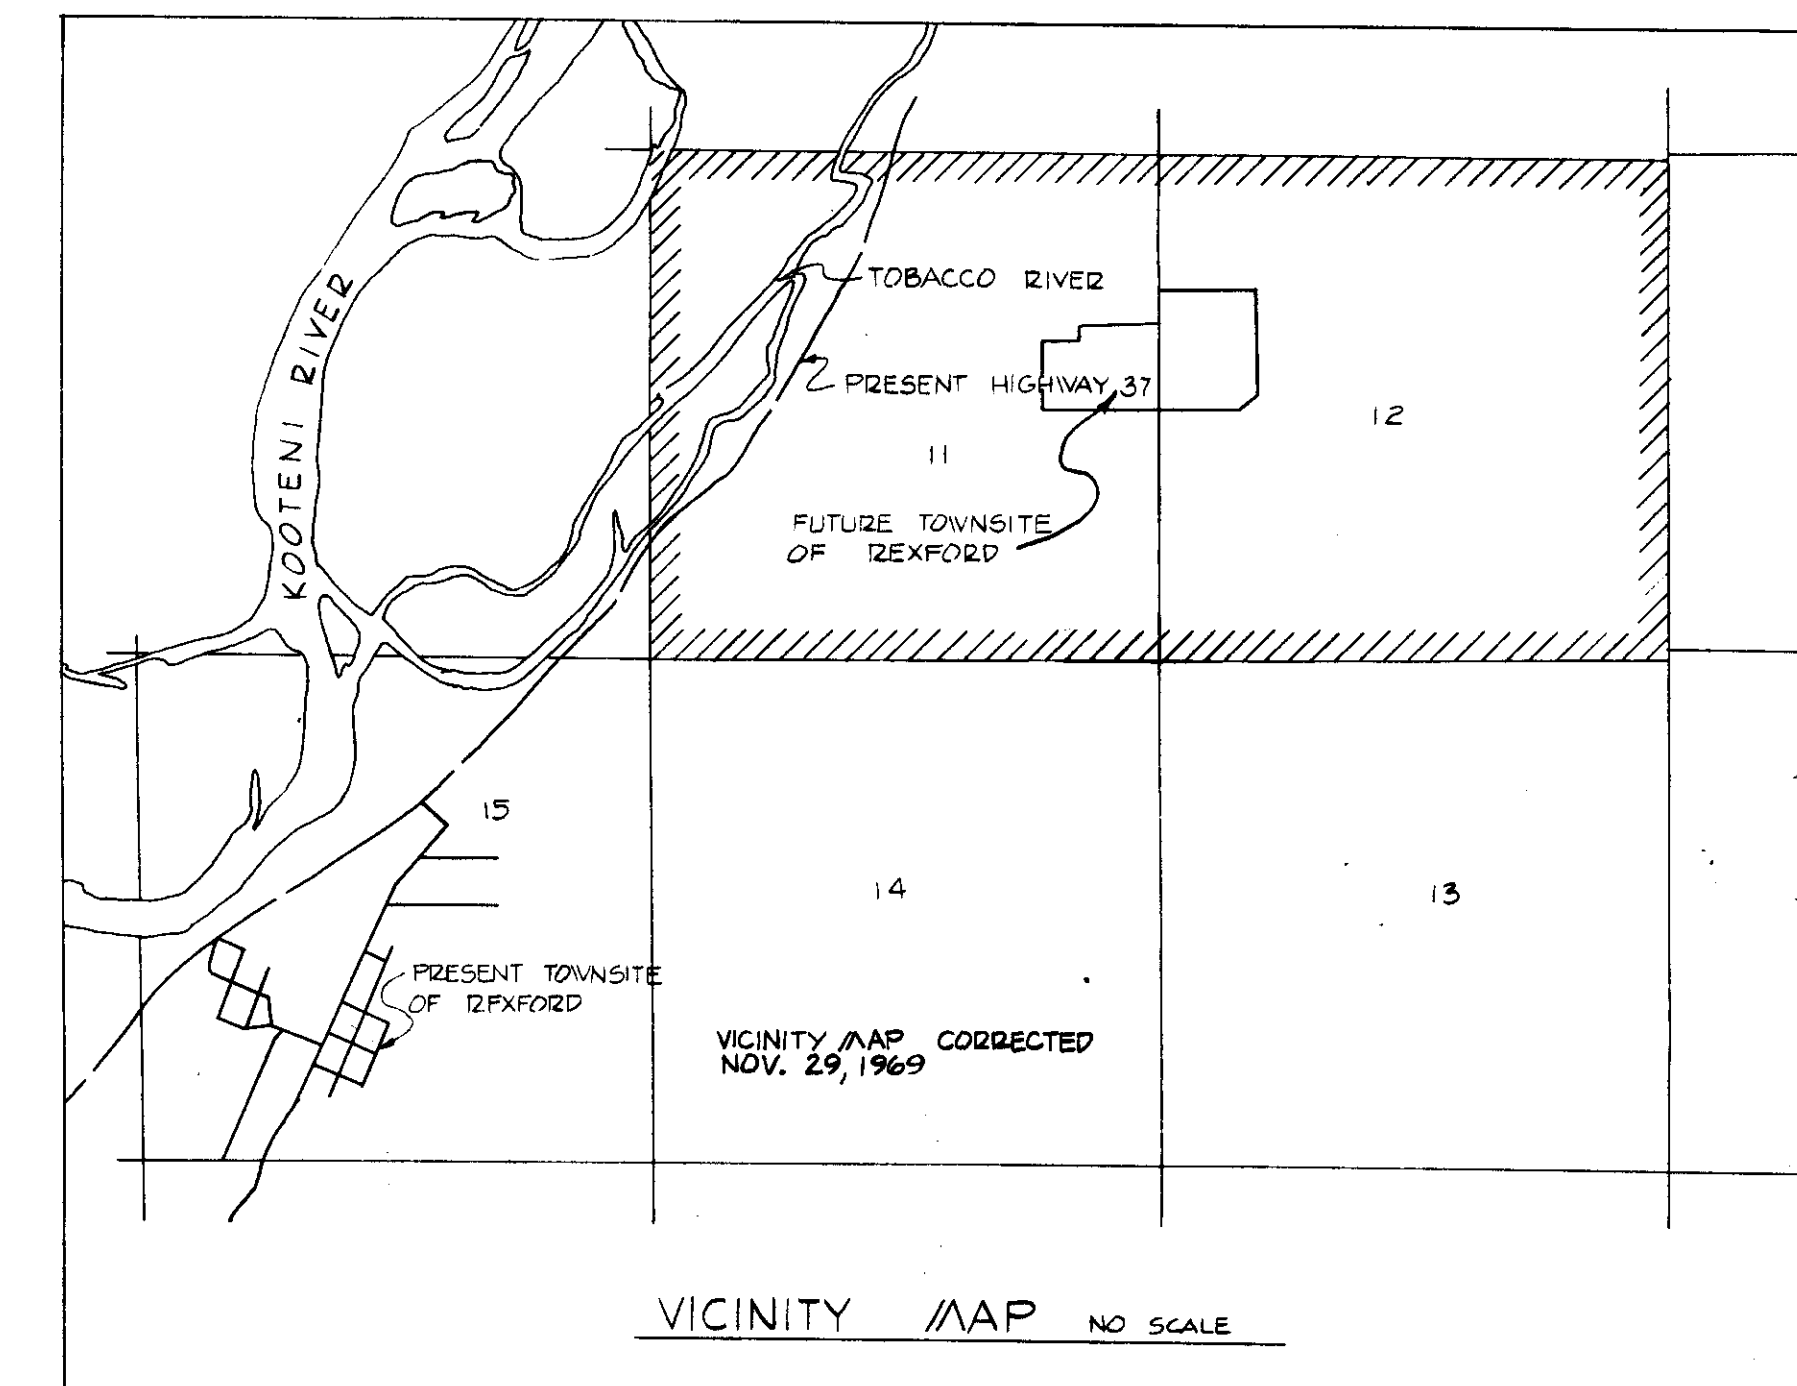 KOOTENI RIVER
TOBACCO RIVER
PRESENT HIGHWAY 37
12
11
FUTURE TOWNSITE
OF REXFORD
15
14
13
PRESENT TOWNSITE
OF REXFORD
VICINITY MAP CORRECTED
NOV. 29, 1969
VICINITY MAP NO SCALE